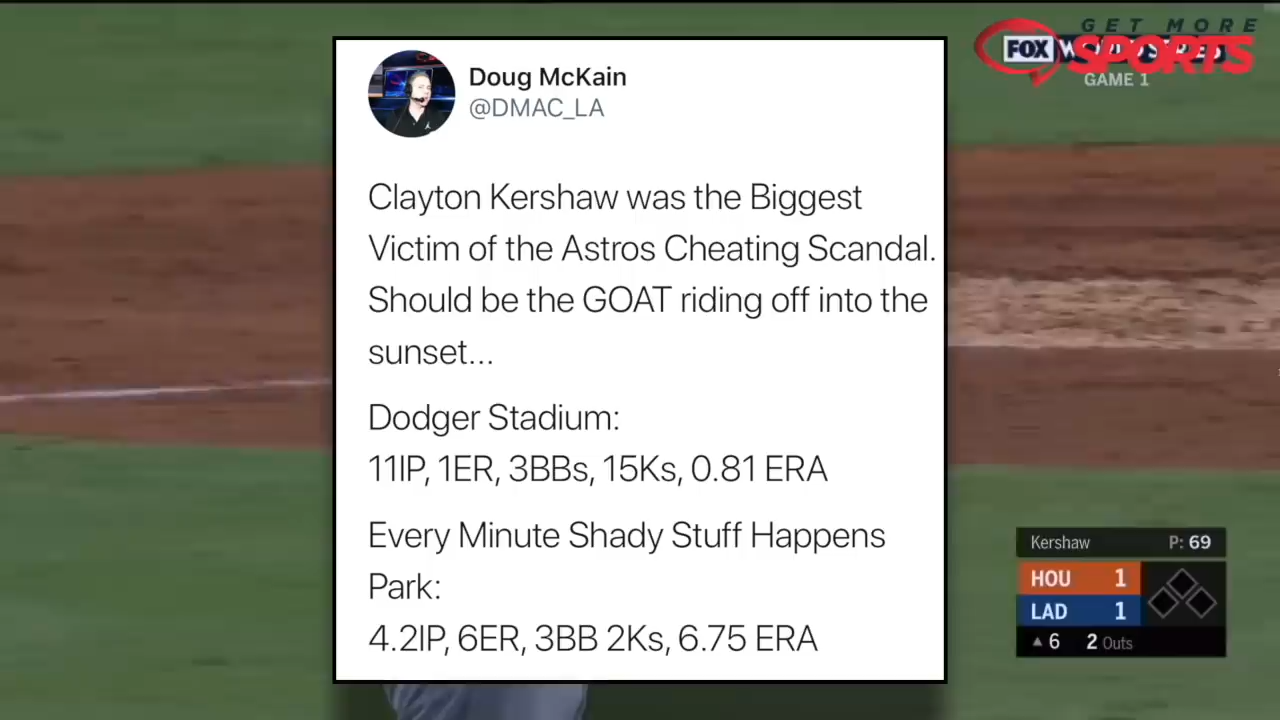 GET MORE
SPORTS
FOX
GAME 1
Doug McKain
@DMAC_LA
Clayton Kershaw was the Biggest
Victim of the Astros Cheating Scandal.
Should be the GOAT riding off into the
sunset...
Dodger Stadium:
11IP, 1ER, 3BBs, 15Ks, 0.81 ERA
Every Minute Shady Stuff Happens
Park:
4.2IP, 6ER, 3BB 2Ks, 6.75 ERA
Kershaw P: 69
HOU 1
LAD 1
▲ 6 2 Outs